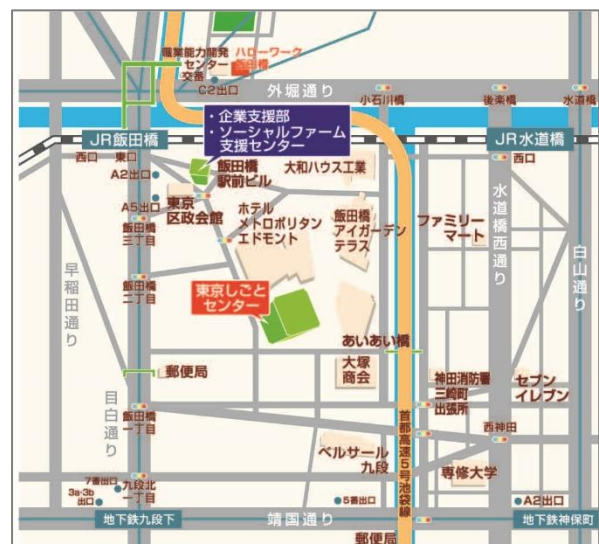 職業能力開発
センター
ハローワーク
飯田橋
交番
C2出口
外堀通り
小石川橋
後楽橋
水道橋
JR飯田橋
・企業支援部
・ソーシャルファーム
支援センター
JR水道橋
西口
東口
西口
A2出口
飯田橋
駅前ビル
大和ハウス工業
A5出口
東京
区政会館
ホテル
メトロポリタン
エドモント
飯田橋
アイガーデン
テラス
ファミリー
マート
水道橋西通り
白山通り
飯田橋
三丁目
早稲田通り
飯田橋
二丁目
東京しごと
センター
あいあい橋
郵便局
大塚
商会
神田消防署
三崎町
出張所
セブン
イレブン
目白通り
飯田橋
一丁目
首都高速5号池袋線
西神田
ベルサール
九段
専修大学
7番出口
3a・3b
出口
九段北
一丁目
5番出口
A2出口
地下鉄九段下
靖国通り
地下鉄神保町
郵便局